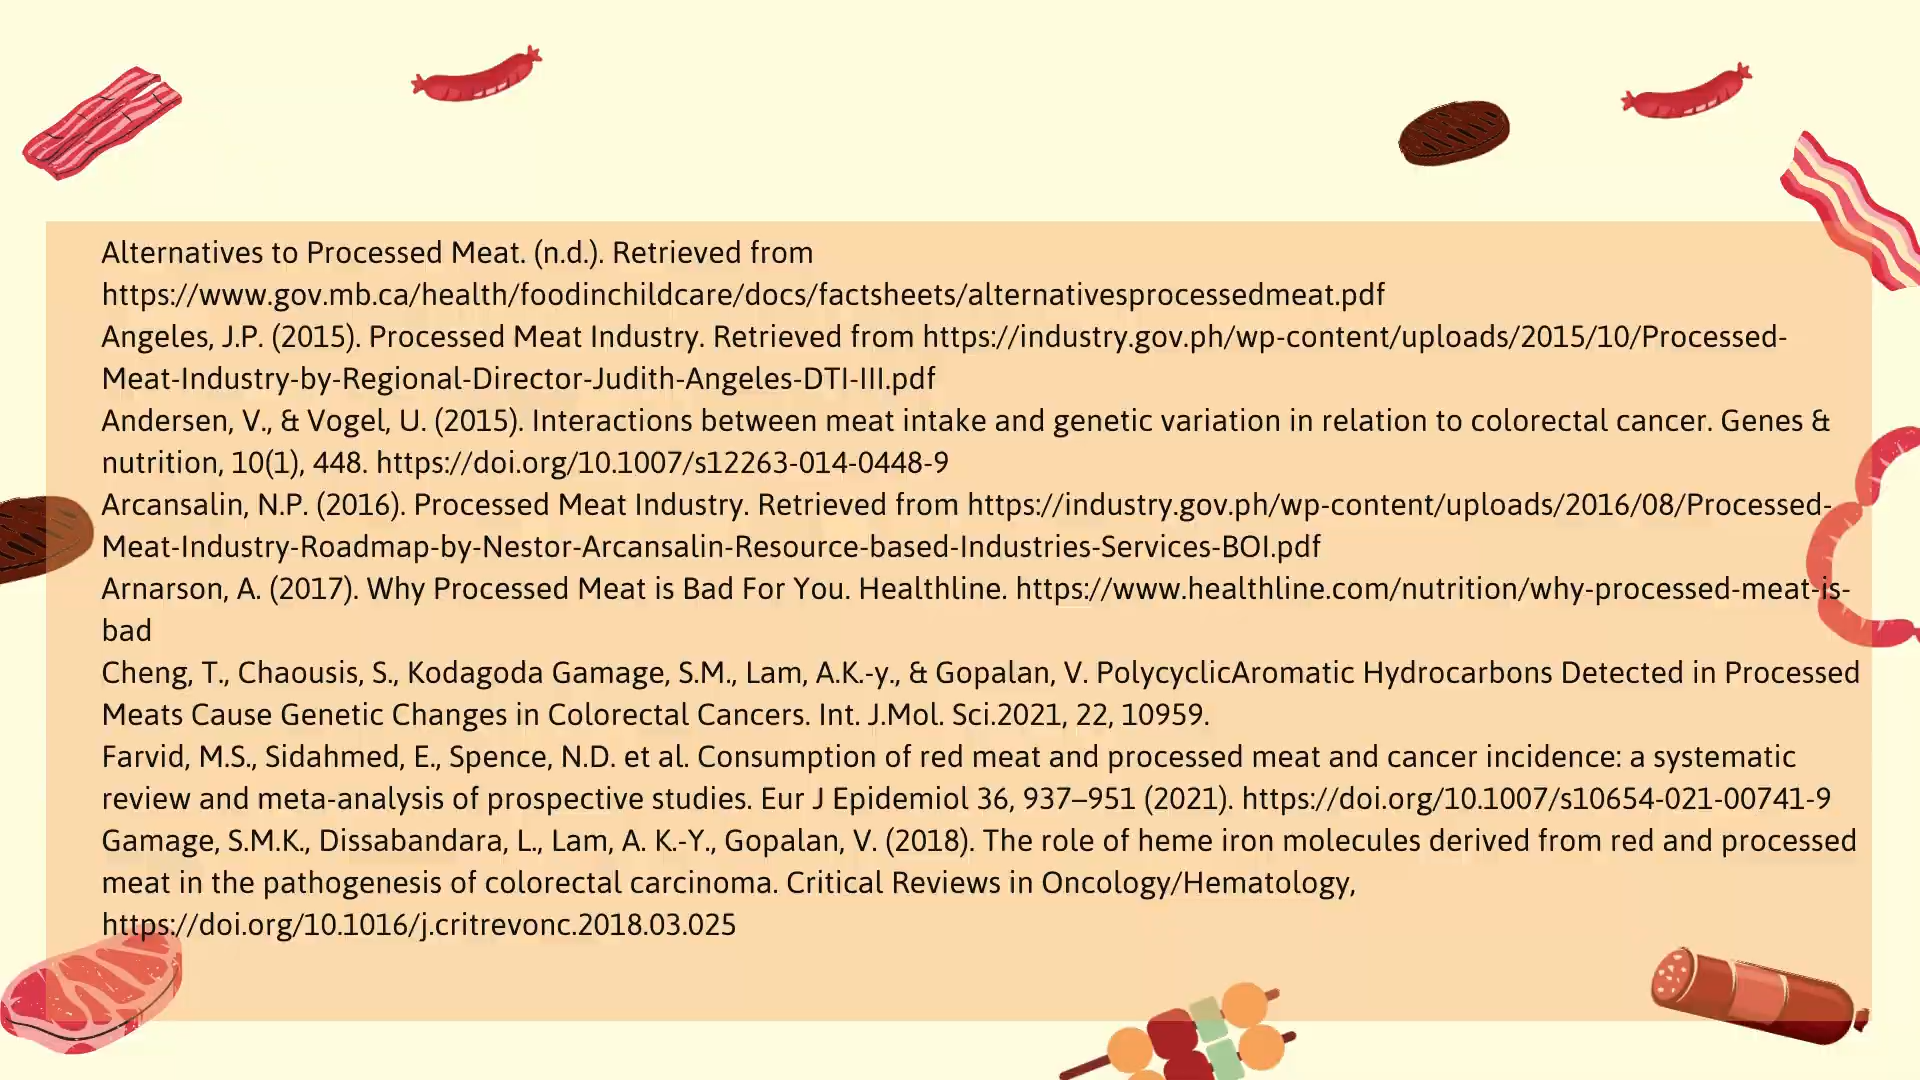 Alternatives to Processed Meat. (n.d.). Retrieved from
https://www.gov.mb.ca/health/foodinchildcare/docs/factsheets/alternativesprocessedmeat.pdf
Angeles, J.P. (2015). Processed Meat Industry. Retrieved from https://industry.gov.ph/wp-content/uploads/2015/10/Processed-
Meat-Industry-by-Regional-Director-Judith-Angeles-DTI-III.pdf
Andersen, V., & Vogel, U. (2015). Interactions between meat intake and genetic variation in relation to colorectal cancer. Genes &
nutrition, 10(1), 448. https://doi.org/10.1007/s12263-014-0448-9
Arcansalin, N.P. (2016). Processed Meat Industry. Retrieved from https://industry.gov.ph/wp-content/uploads/2016/08/Processed-
Meat-Industry-Roadmap-by-Nestor-Arcansalin-Resource-based-Industries-Services-BOI.pdf
Arnarson, A. (2017). Why Processed Meat is Bad For You. Healthline. https://www.healthline.com/nutrition/why-processed-meat-is-
bad
Cheng, T., Chaousis, S., Kodagoda Gamage, S.M., Lam, A.K.-y., & Gopalan, V. PolycyclicAromatic Hydrocarbons Detected in Processed
Meats Cause Genetic Changes in Colorectal Cancers. Int. J.Mol. Sci.2021, 22, 10959.
Farvid, M.S., Sidahmed, E., Spence, N.D. et al. Consumption of red meat and processed meat and cancer incidence: a systematic
review and meta-analysis of prospective studies. Eur J Epidemiol 36, 937–951 (2021). https://doi.org/10.1007/s10654-021-00741-9
Gamage, S.M.K., Dissabandara, L., Lam, A. K.-Y., Gopalan, V. (2018). The role of heme iron molecules derived from red and processed
meat in the pathogenesis of colorectal carcinoma. Critical Reviews in Oncology/Hematology,
https://doi.org/10.1016/j.critrevonc.2018.03.025